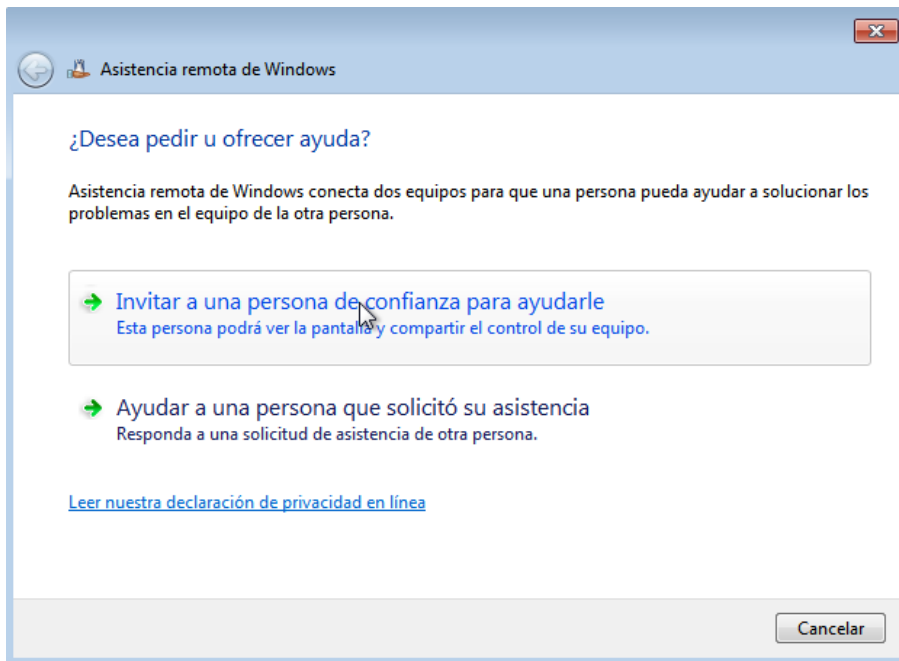 Asistencia remota de Windows
¿Desea pedir u ofrecer ayuda?
Asistencia remota de Windows conecta dos equipos para que una persona pueda ayudar a solucionar los
problemas en el equipo de la otra persona.
Invitar a una persona de confianza para ayudarle
Esta persona podrá ver la pantalla y compartir el control de su equipo.
Ayudar a una persona que solicitó su asistencia
Responda a una solicitud de asistencia de otra persona.
Leer nuestra declaración de privacidad en línea
Cancelar